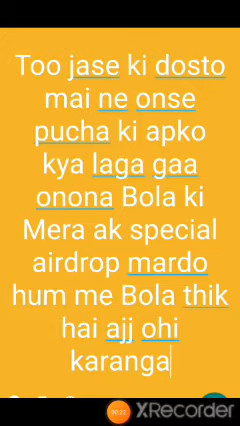 Too jase ki dosto
mai ne onse
pucha ki apko
kya laga gaa
onona Bola ki
Mera ak special
airdrop mardo
hum me Bola thik
hai ajj ohi
karanga
XRecorder